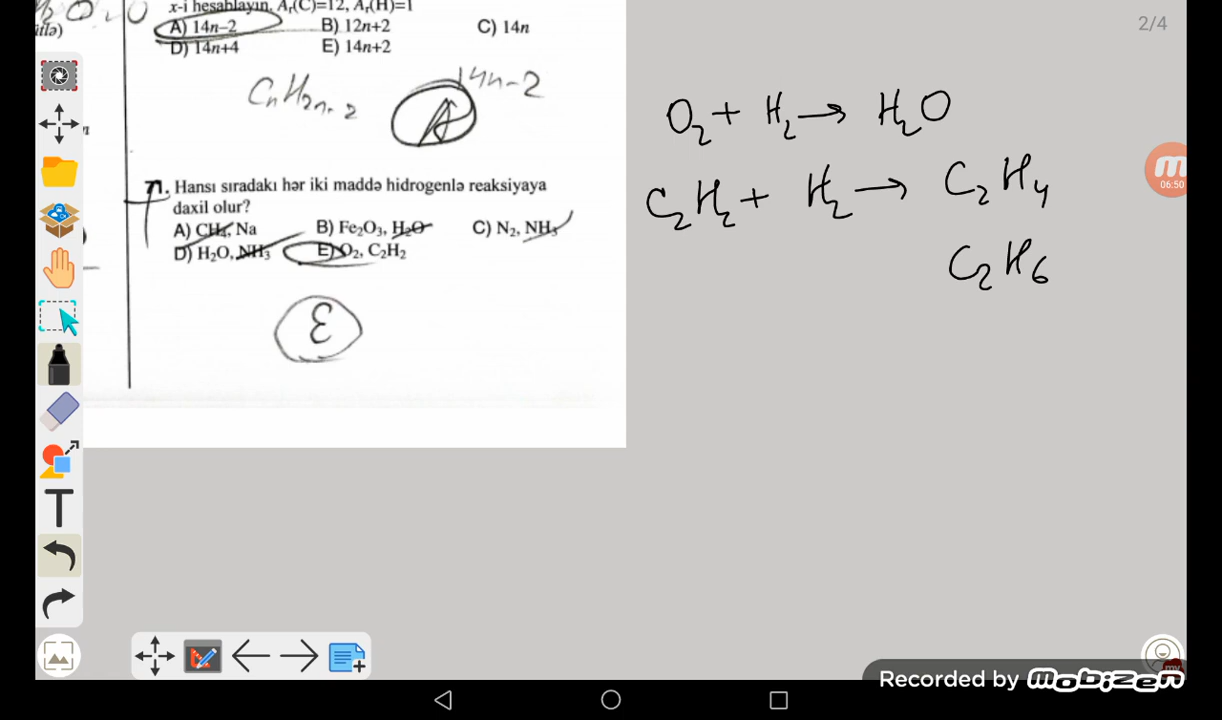 x-i hesablayın. Ar(C)=12, Ar(H)=1
itlə)
A) 14n–2 B) 12n+2 C) 14n
D) 14n+4 E) 14n+2
CnH2n-2
14n-2
A
n
71. Hansı sıradakı hər iki maddə hidrogenlə reaksiyaya
daxil olur?
A) CH4, Na B) Fe2O3, H2O C) N2, NH3
D) H2O, NH3 E) O2, C2H2
E
2/4
O2 + H2 → H2O
C2H2 + H2 → C2H4
C2H6
06:50
T
Recorded by mobizen